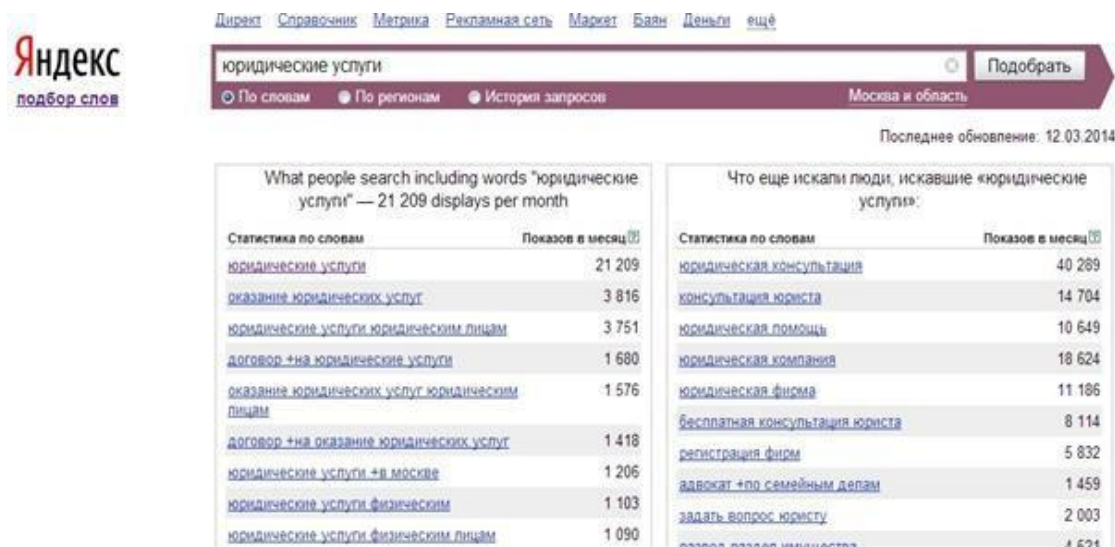 Директ Справочник Метрика Рекламная сеть Маркет Баян Деньги ещё
Яндекс
подбор слов
юридические услуги
Подобрать
По словам По регионам История запросов
Москва и область
Последнее обновление: 12.03.2014
What people search including words "юридические
услуги" — 21 209 displays per month
Статистика по словам Показов в месяц
юридические услуги 21 209
оказание юридических услуг 3 816
юридические услуги юридическим лицам 3 751
договор +на юридические услуги 1 680
оказание юридических услуг юридическим 1 576
лицам
договор +на оказание юридических услуг 1 418
юридические услуги +в москве 1 206
юридические услуги физическим 1 103
юридические услуги физическим лицам 1 090
Что еще искали люди, искавшие «юридические
услуги»:
Статистика по словам Показов в месяц
юридическая консультация 40 289
консультация юриста 14 704
юридическая помощь 10 649
юридическая компания 18 624
юридическая фирма 11 186
бесплатная консультация юриста 8 114
регистрация фирм 5 832
адвокат +по семейным делам 1 459
задать вопрос юристу 2 003
развод раздел имущества 4 521